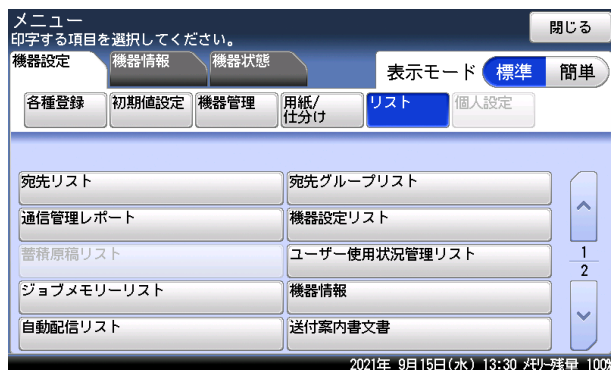 メニュー
印字する項目を選択してください。
閉じる
機器設定
機器情報
機器状態
表示モード
標準
簡単
各種登録
初期値設定
機器管理
用紙/
仕分け
リスト
個人設定
宛先リスト
宛先グループリスト
通信管理レポート
機器設定リスト
蓄積原稿リスト
ユーザー使用状況管理リスト
1
2
ジョブメモリーリスト
機器情報
自動配信リスト
送付案内書文書
2021年 9月15日(水) 13:30 メモリー残量 100%